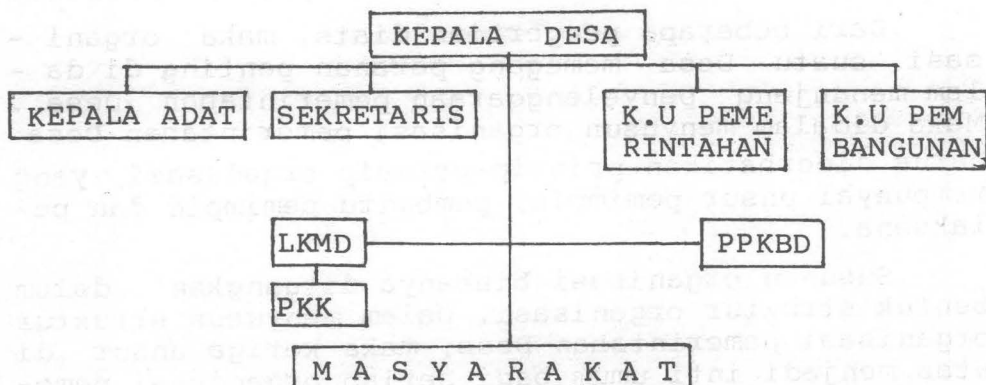 KEPALA DESA
KEPALA ADAT
SEKRETARIS
K.U PEME
RINTAHAN
K.U PEM
BANGUNAN
LKMD
PPKBD
PKK
M A S Y A R A K A T